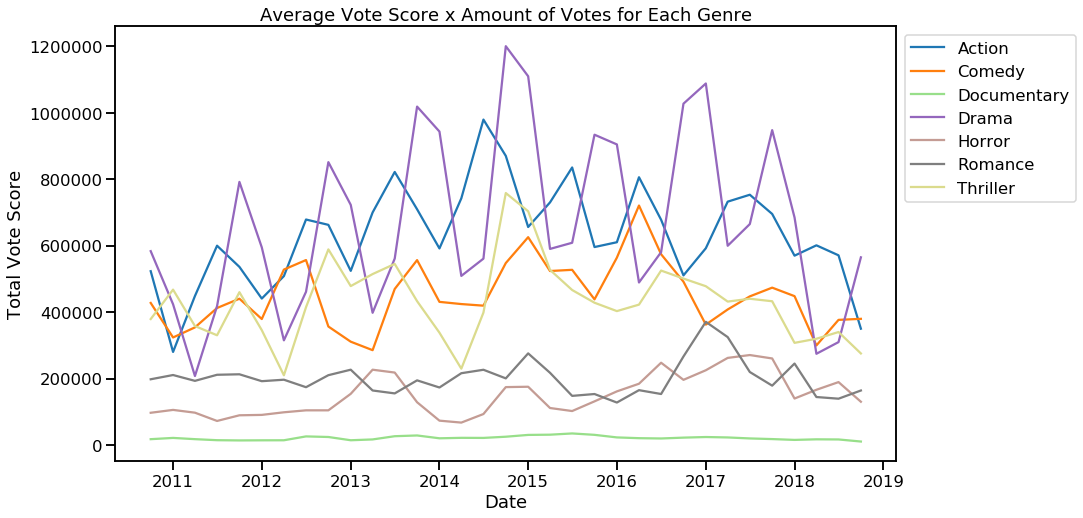 Average Vote Score x Amount of Votes for Each Genre
Total Vote Score
1200000
1000000
800000
600000
400000
200000
0
2011 2012 2013 2014 2015 2016 2017 2018 2019
Date
Action
Comedy
Documentary
Drama
Horror
Romance
Thriller